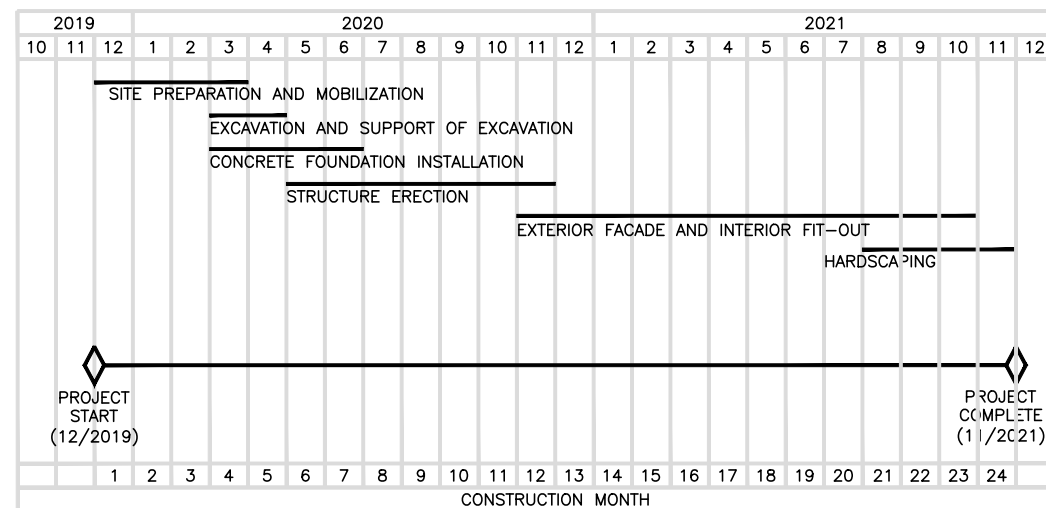 2019 2020 2021
10 11 12 1 2 3 4 5 6 7 8 9 10 11 12 1 2 3 4 5 6 7 8 9 10 11 12
SITE PREPARATION AND MOBILIZATION
EXCAVATION AND SUPPORT OF EXCAVATION
CONCRETE FOUNDATION INSTALLATION
STRUCTURE ERECTION
EXTERIOR FACADE AND INTERIOR FIT-OUT
HARDSCAPING
PROJECT
START
(12/2019)
PROJECT
COMPLETE
(11/2021)
1 2 3 4 5 6 7 8 9 10 11 12 13 14 15 16 17 18 19 20 21 22 23 24
CONSTRUCTION MONTH